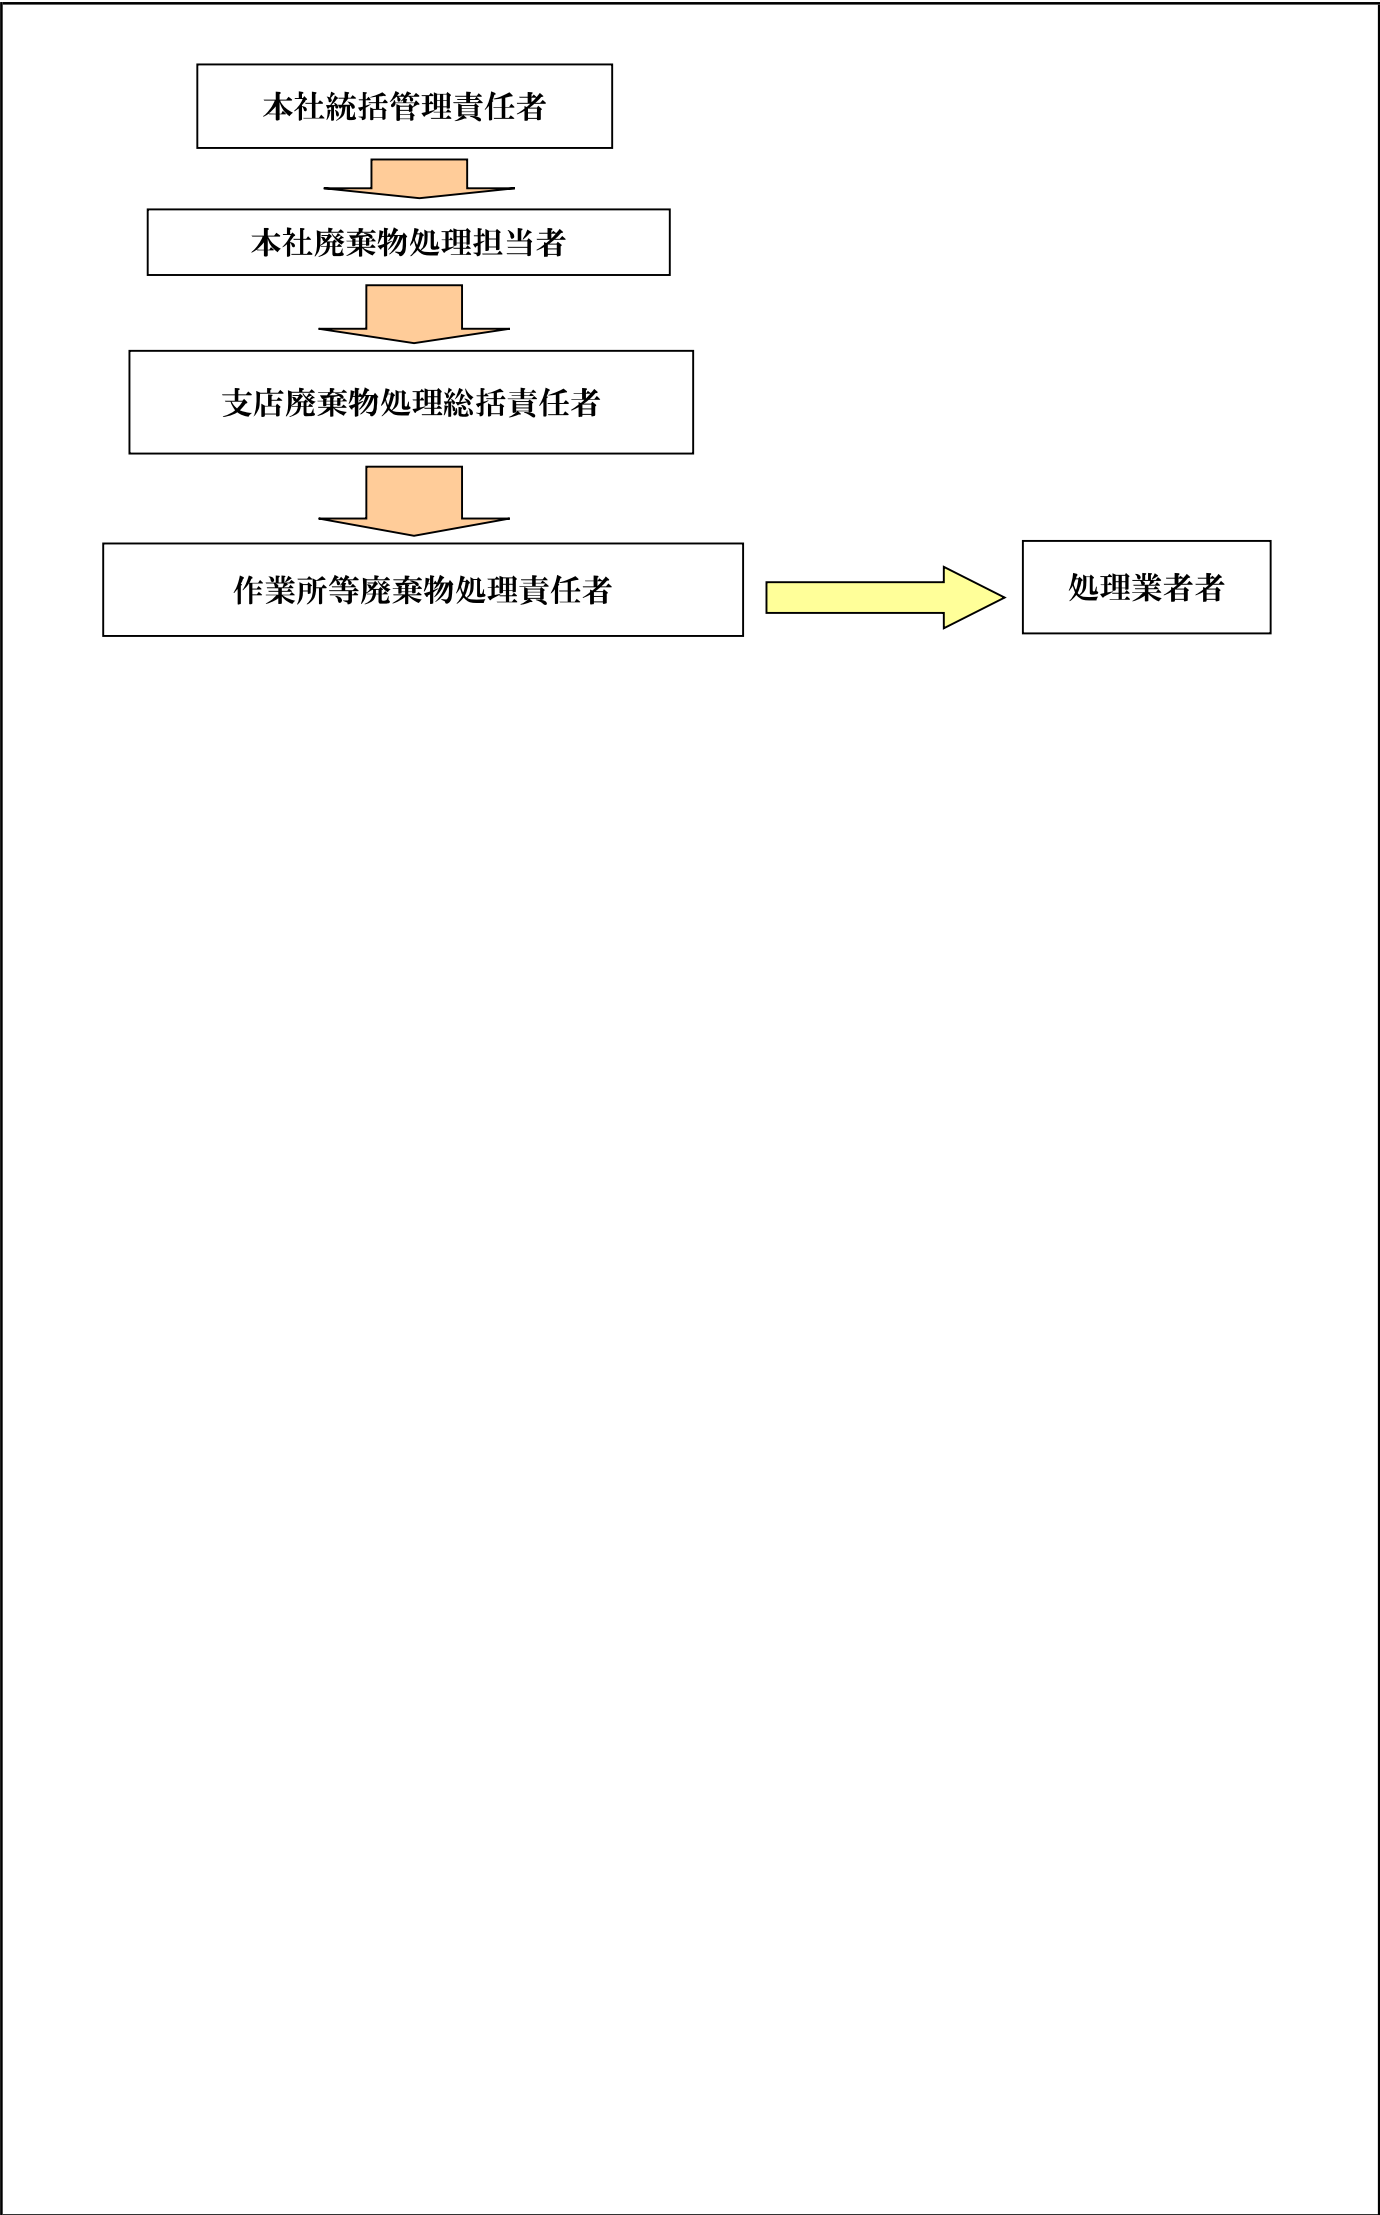 本社統括管理責任者
本社廃棄物処理担当者
支店廃棄物処理総括責任者
作業所等廃棄物処理責任者
処理業者者